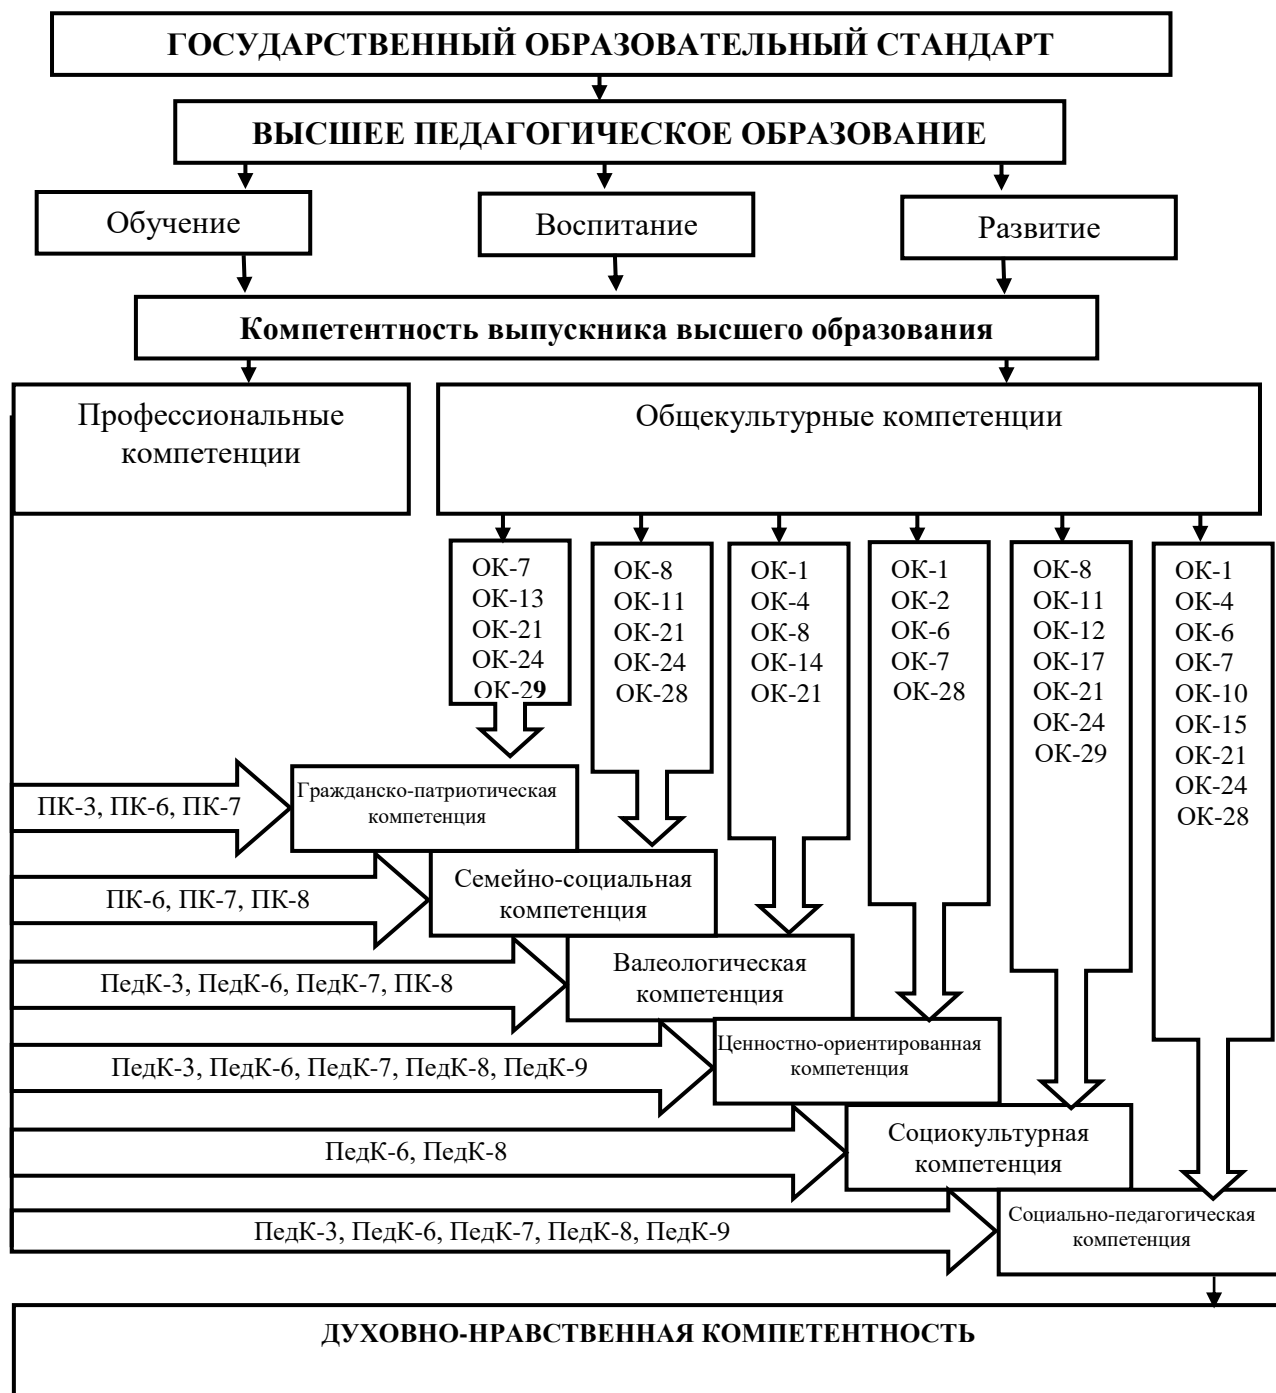 ГОСУДАРСТВЕННЫЙ ОБРАЗОВАТЕЛЬНЫЙ СТАНДАРТ
ВЫСШЕЕ ПЕДАГОГИЧЕСКОЕ ОБРАЗОВАНИЕ
Обучение
Воспитание
Развитие
Компетентность выпускника высшего образования
Профессиональные
компетенции
Общекультурные компетенции
ОК-7
ОК-13
ОК-21
ОК-24
ОК-29
ОК-8
ОК-11
ОК-21
ОК-24
ОК-28
ОК-1
ОК-4
ОК-8
ОК-14
ОК-21
ОК-1
ОК-2
ОК-6
ОК-7
ОК-28
ОК-8
ОК-11
ОК-12
ОК-17
ОК-21
ОК-24
ОК-29
ОК-1
ОК-4
ОК-6
ОК-7
ОК-10
ОК-15
ОК-21
ОК-24
ОК-28
ПК-3, ПК-6, ПК-7
Гражданско-патриотическая
компетенция
ПК-6, ПК-7, ПК-8
Семейно-социальная
компетенция
ПедК-3, ПедК-6, ПедК-7, ПК-8
Валеологическая
компетенция
ПедК-3, ПедК-6, ПедК-7, ПедК-8, ПедК-9
Ценностно-ориентированная
компетенция
ПедК-6, ПедК-8
Социокультурная
компетенция
ПедК-3, ПедК-6, ПедК-7, ПедК-8, ПедК-9
Социально-педагогическая
компетенция
ДУХОВНО-НРАВСТВЕННАЯ КОМПЕТЕНТНОСТЬ